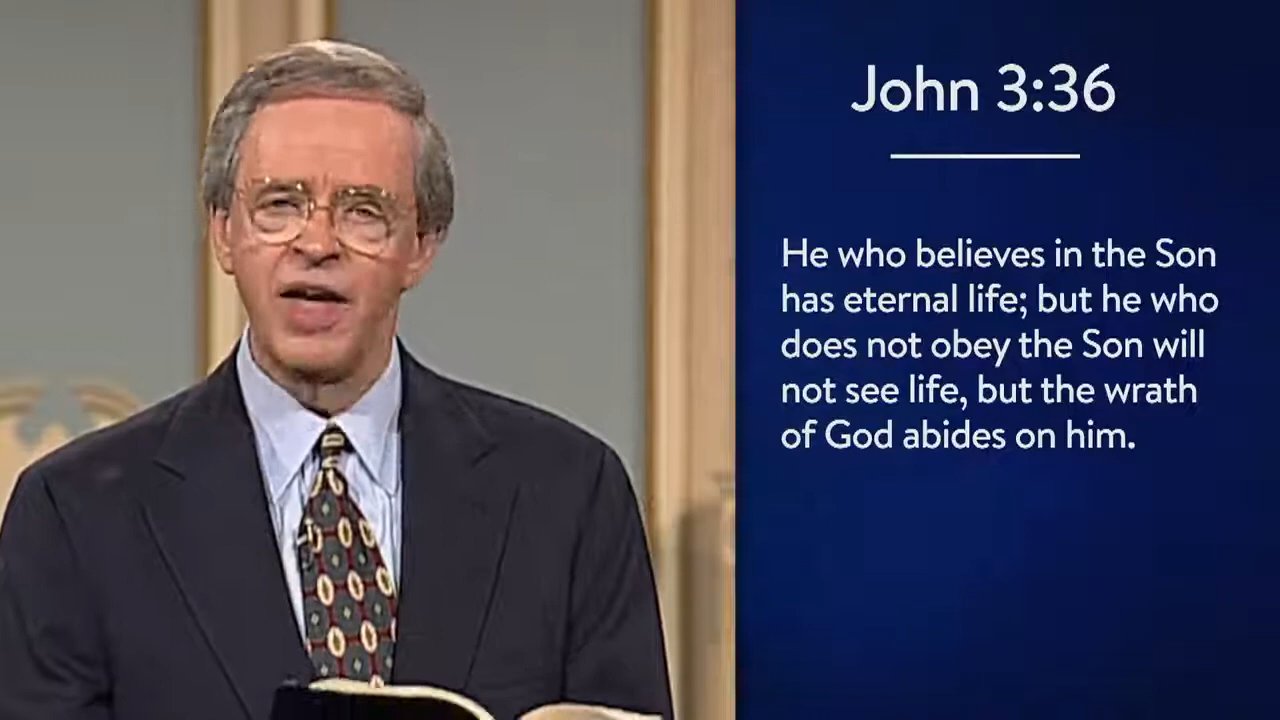 John 3:36
He who believes in the Son
has eternal life; but he who
does not obey the Son will
not see life, but the wrath
of God abides on him.